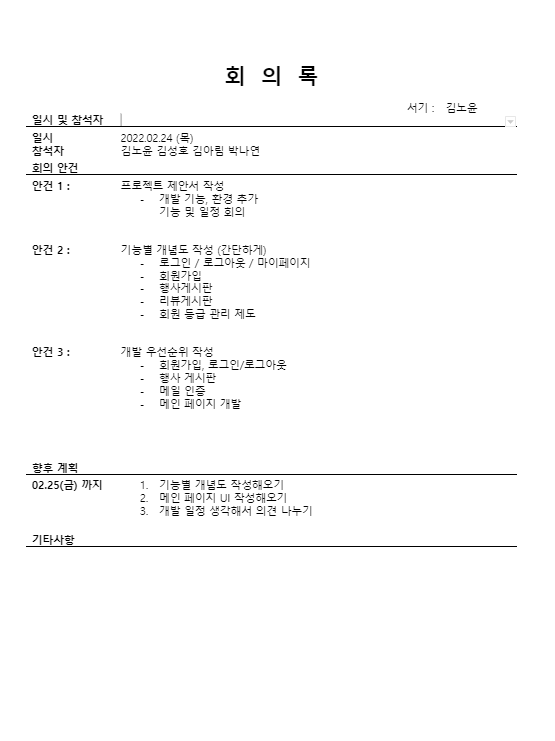 회 의 록
서기 : 김노윤
일시 및 참석자
일시 2022.02.24 (목)
참석자 김노윤 김성호 김아림 박나연
회의 안건
안건 1 : 프로젝트 제안서 작성
- 개발 기능, 환경 추가
기능 및 일정 회의
안건 2 : 기능별 개념도 작성 (간단하게)
- 로그인 / 로그아웃 / 마이페이지
- 회원가입
- 행사게시판
- 리뷰게시판
- 회원 등급 관리 제도
안건 3 : 개발 우선순위 작성
- 회원가입, 로그인/로그아웃
- 행사 게시판
- 메일 인증
- 메인 페이지 개발
향후 계획
02.25(금) 까지 1. 기능별 개념도 작성해오기
2. 메인 페이지 UI 작성해오기
3. 개발 일정 생각해서 의견 나누기
기타사항